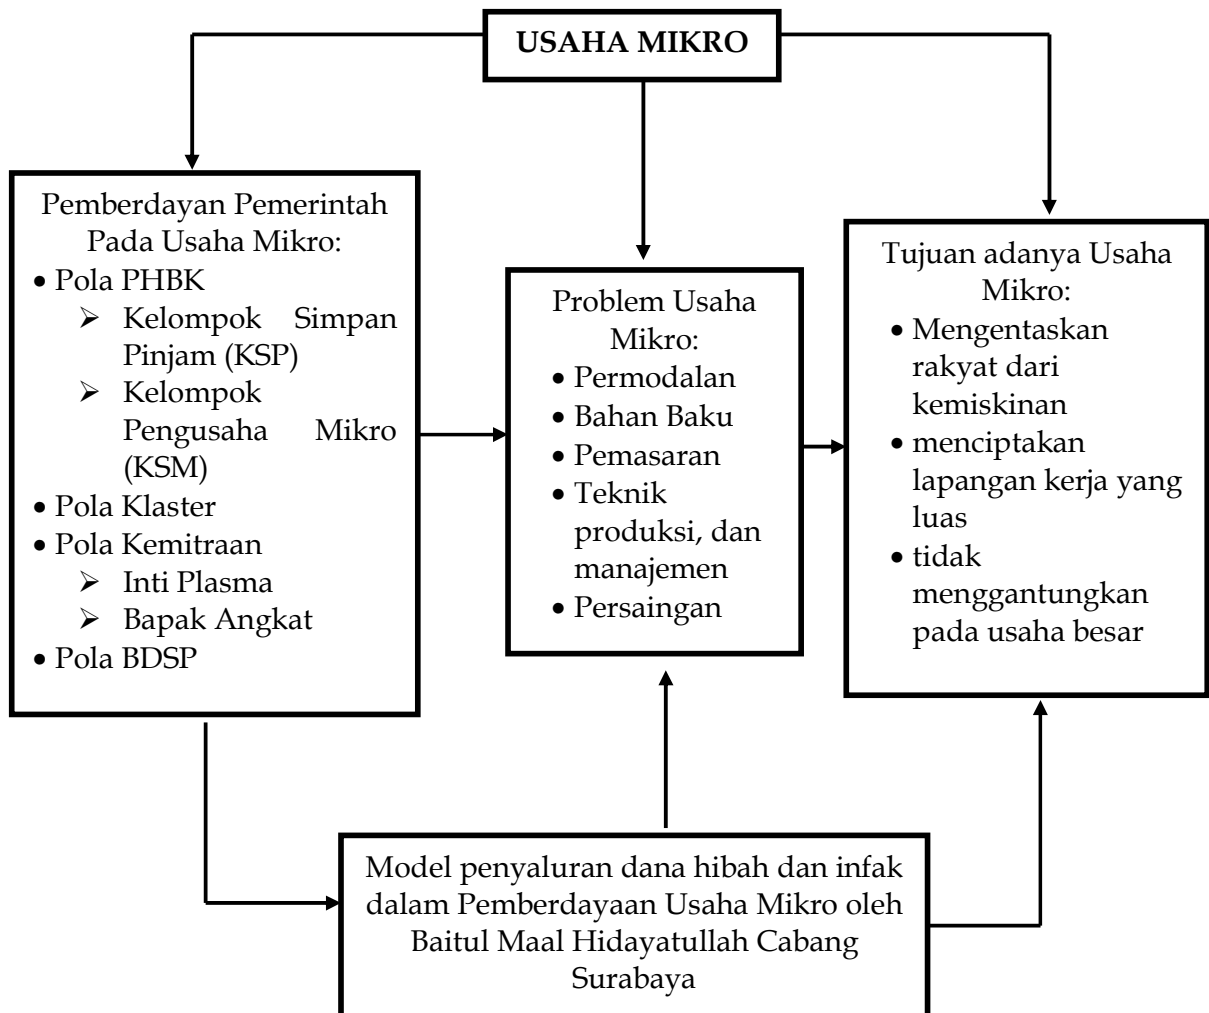 USAHA MIKRO
Pemberdayan Pemerintah
Pada Usaha Mikro:
• Pola PHBK
➢ Kelompok Simpan
Pinjam (KSP)
➢ Kelompok
Pengusaha Mikro
(KSM)
• Pola Klaster
• Pola Kemitraan
➢ Inti Plasma
➢ Bapak Angkat
• Pola BDSP
Problem Usaha
Mikro:
• Permodalan
• Bahan Baku
• Pemasaran
• Teknik
produksi, dan
manajemen
• Persaingan
Tujuan adanya Usaha
Mikro:
• Mengentaskan
rakyat dari
kemiskinan
• menciptakan
lapangan kerja yang
luas
• tidak
menggantungkan
pada usaha besar
Model penyaluran dana hibah dan infak
dalam Pemberdayaan Usaha Mikro oleh
Baitul Maal Hidayatullah Cabang
Surabaya